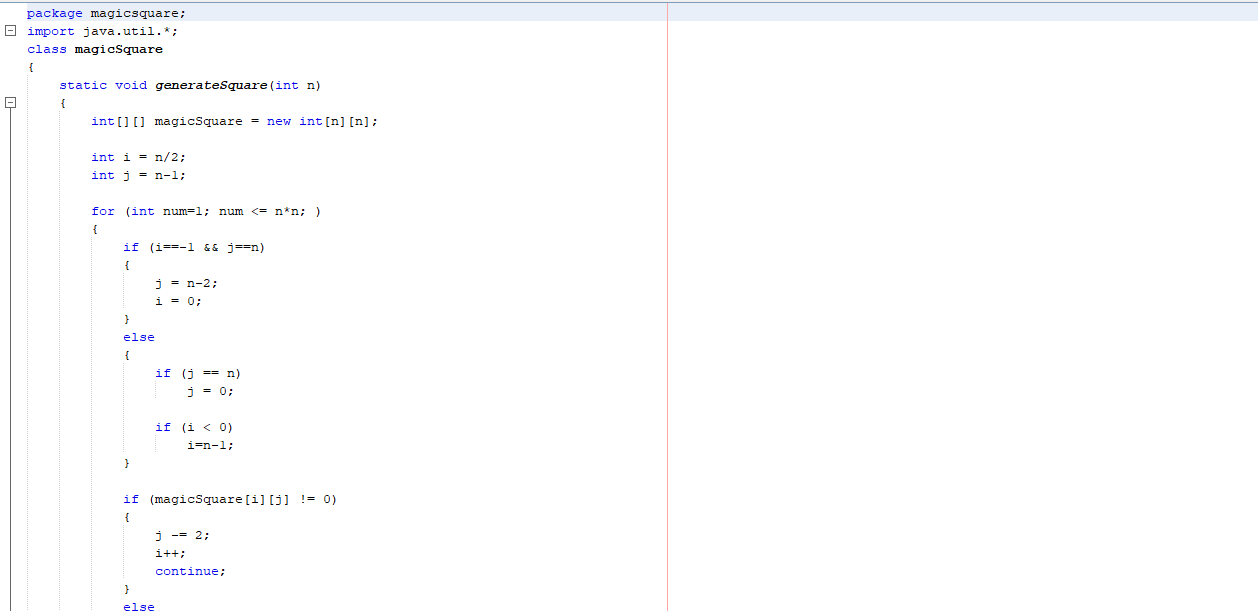 package magicsquare;
import java.util.*;
class magicSquare
{
    static void generateSquare(int n)
    {
        int[][] magicSquare = new int[n][n];

        int i = n/2;
        int j = n-1;

        for (int num=1; num <= n*n; )
        {
            if (i==-1 && j==n)
            {
                j = n-2;
                i = 0;
            }
            else
            {
                if (j == n)
                    j = 0;

                if (i < 0)
                    i=n-1;
            }

            if (magicSquare[i][j] != 0)
            {
                j -= 2;
                i++;
                continue;
            }
            else